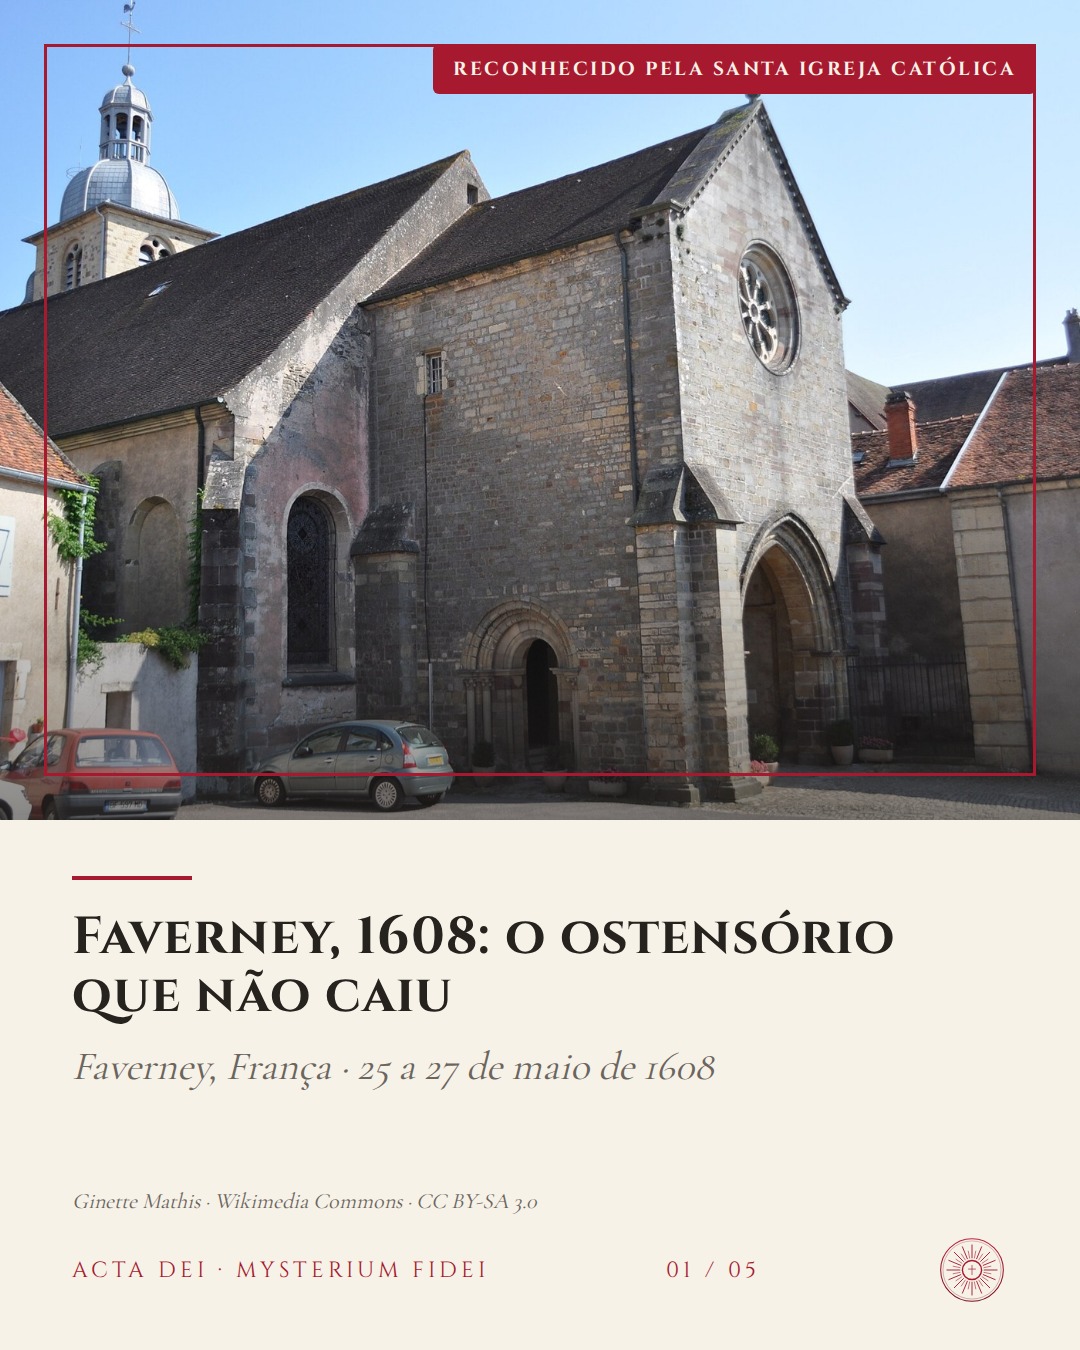 RECONHECIDO PELA SANTA IGREJA CATÓLICA
Faverney, 1608: o ostensório
que não caiu
Faverney, França · 25 a 27 de maio de 1608
Ginette Mathis · Wikimedia Commons · CC BY-SA 3.0
ACTA DEI · MYSTERIUM FIDEI
01 / 05